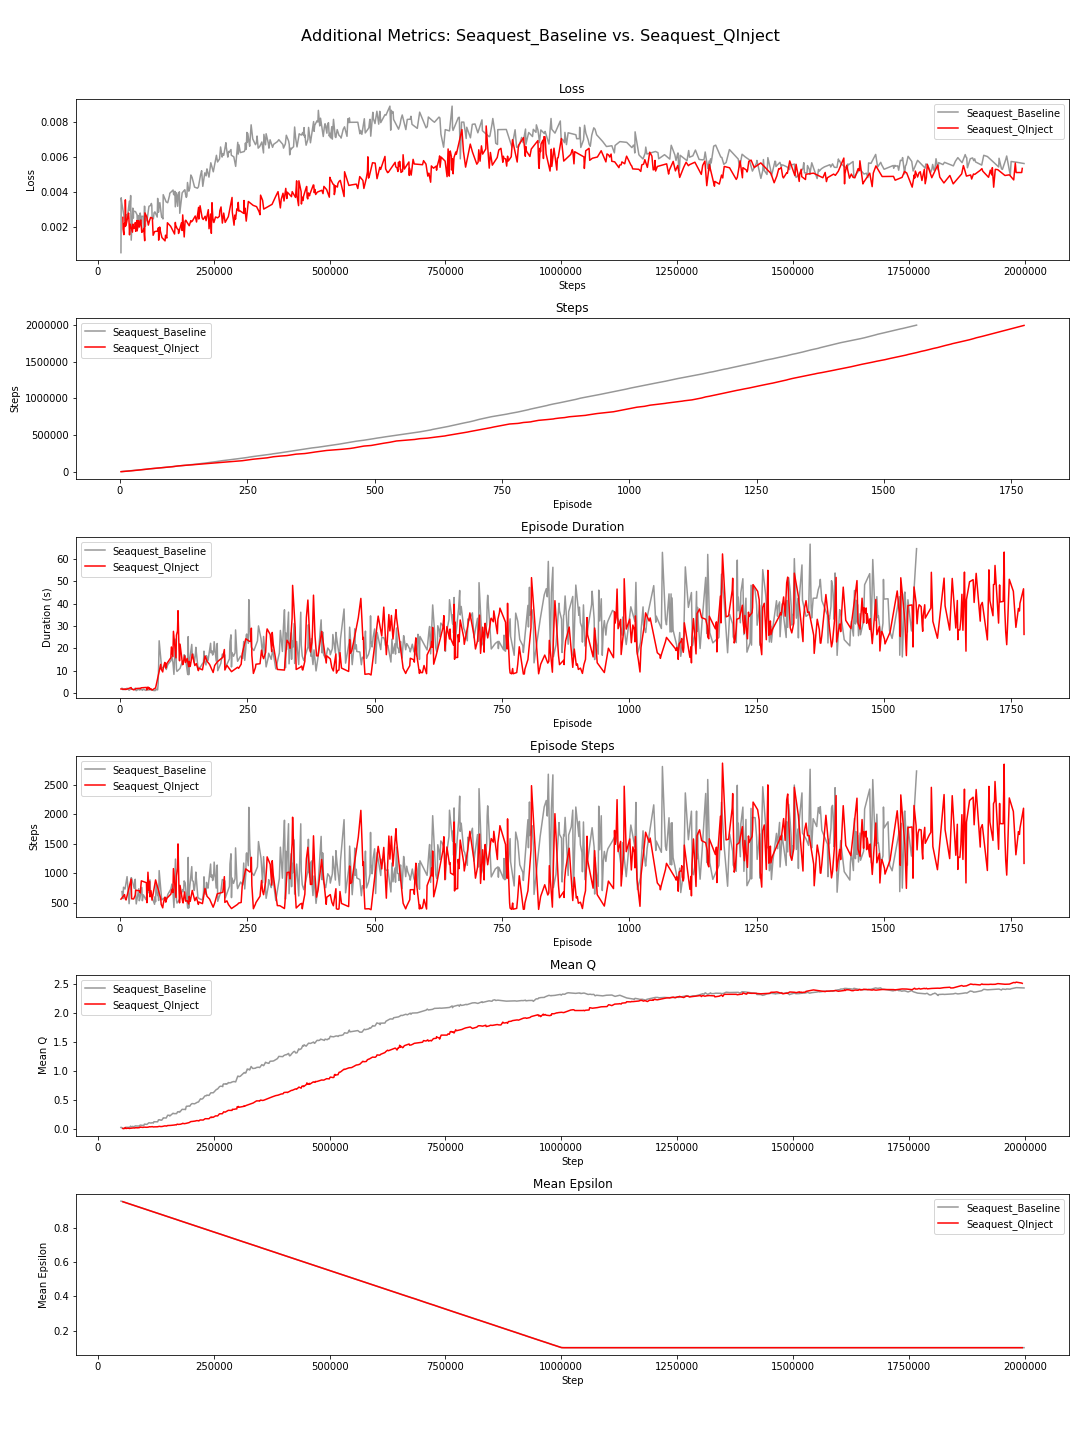 Additional Metrics: Seaquest_Baseline vs. Seaquest_QInject
Loss
Seaquest_Baseline
Seaquest_QInject
Loss
0.008
0.006
0.004
0.002
0 250000 500000 750000 1000000 1250000 1500000 1750000 2000000
Steps
Steps
Seaquest_Baseline
Seaquest_QInject
Steps
2000000
1500000
1000000
500000
0
0 250 500 750 1000 1250 1500 1750
Episode
Episode Duration
Seaquest_Baseline
Seaquest_QInject
Duration (s)
60
50
40
30
20
10
0
0 250 500 750 1000 1250 1500 1750
Episode
Episode Steps
Seaquest_Baseline
Seaquest_QInject
Steps
2500
2000
1500
1000
500
0 250 500 750 1000 1250 1500 1750
Episode
Mean Q
Seaquest_Baseline
Seaquest_QInject
Mean Q
2.5
2.0
1.5
1.0
0.5
0.0
0 250000 500000 750000 1000000 1250000 1500000 1750000 2000000
Step
Mean Epsilon
Seaquest_Baseline
Seaquest_QInject
Mean Epsilon
0.8
0.6
0.4
0.2
0 250000 500000 750000 1000000 1250000 1500000 1750000 2000000
Step